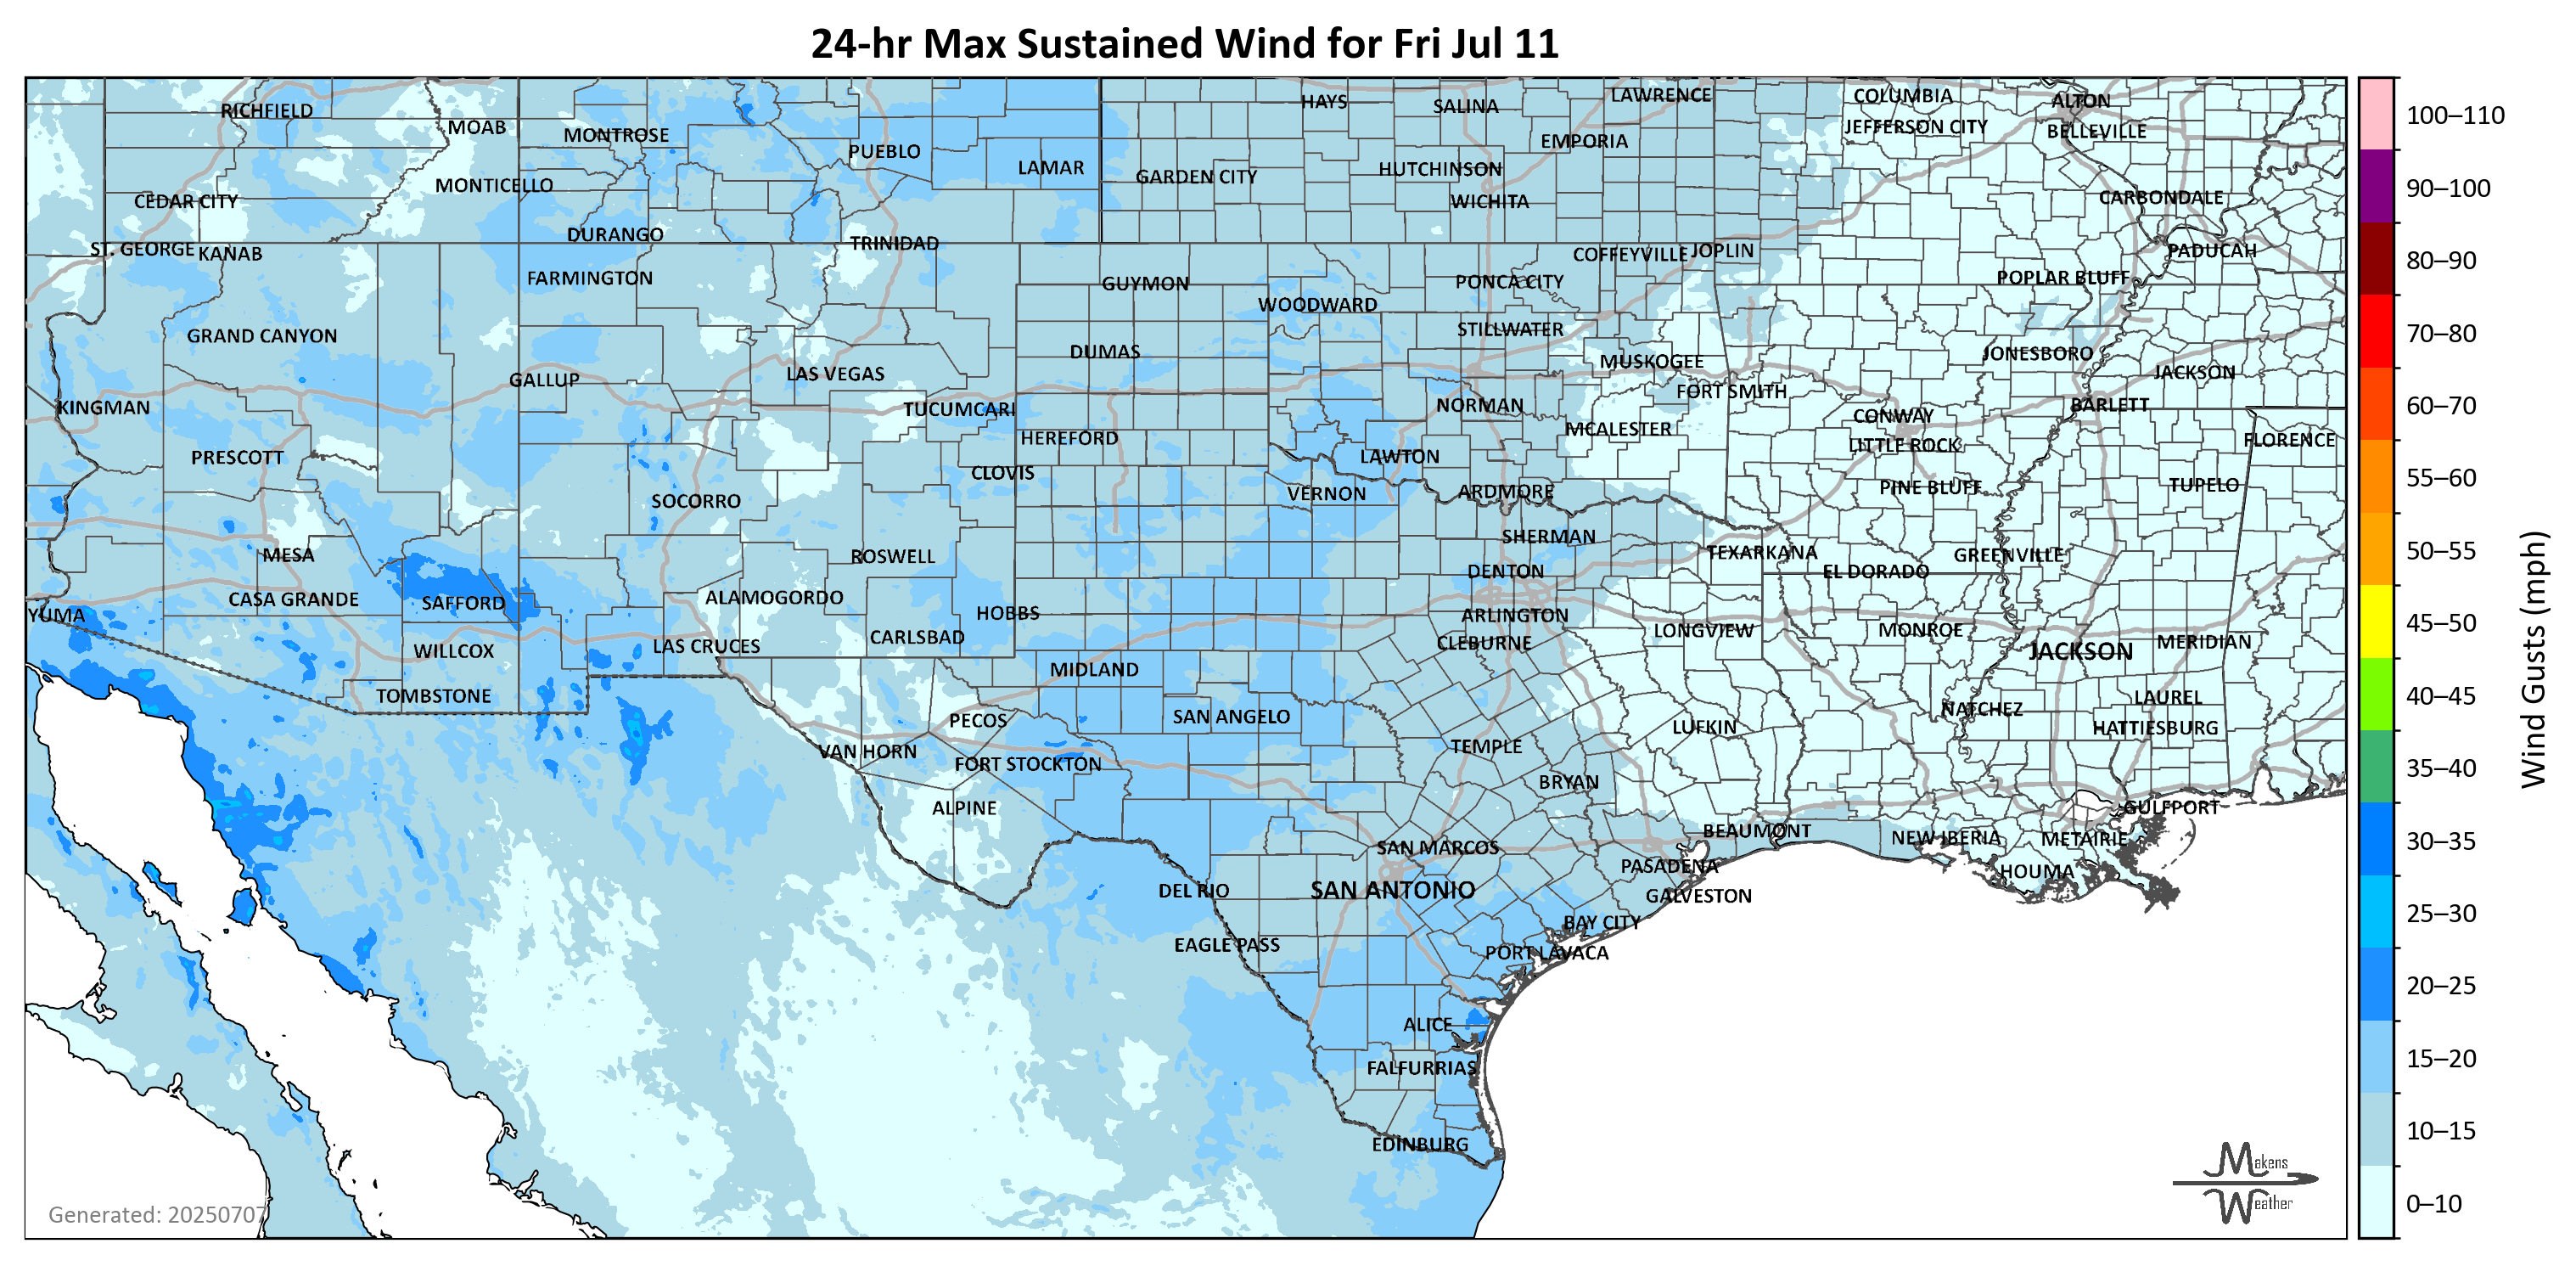 24-hr Max Sustained Wind for Fri Jul 11
RICHFIELD
MOAB
MONTROSE
PUEBLO
LAMAR
HAYS
SALINA
LAWRENCE
COLUMBIA
ALTON
JEFFERSON CITY
BELLEVILLE
EMPORIA
GARDEN CITY
HUTCHINSON
WICHITA
MONTICELLO
CEDAR CITY
CARBONDALE
DURANGO
TRINIDAD
ST. GEORGE
KANAB
COFFEYVILLE
JOPLIN
PADUCAH
FARMINGTON
GUYMON
PONCA CITY
POPLAR BLUFF
WOODWARD
STILLWATER
GRAND CANYON
DUMAS
MUSKOGEE
JONESBORO
GALLUP
LAS VEGAS
FORT SMITH
JACKSON
KINGMAN
TUCUMCARI
NORMAN
CONWAY
BARLETT
MCALESTER
HEREFORD
LITTLE ROCK
FLORENCE
PRESCOTT
CLOVIS
LAWTON
SOCORRO
VERNON
ARDMORE
PINE BLUFF
TUPELO
SHERMAN
MESA
ROSWELL
TEXARKANA
GREENVILLE
DENTON
EL DORADO
CASA GRANDE
SAFFORD
ALAMOGORDO
YUMA
HOBBS
ARLINGTON
CARLSBAD
CLEBURNE
LONGVIEW
MONROE
LAS CRUCES
WILLCOX
JACKSON
MERIDIAN
MIDLAND
TOMBSTONE
LAUREL
PECOS
SAN ANGELO
NATCHEZ
LUFKIN
HATTIESBURG
VAN HORN
TEMPLE
FORT STOCKTON
BRYAN
ALPINE
GULFPORT
BEAUMONT
NEW IBERIA
METAIRIE
SAN MARCOS
PASADENA
HOUMA
DEL RIO
SAN ANTONIO
GALVESTON
BAY CITY
EAGLE PASS
PORT LAVACA
ALICE
FALFURRIAS
EDINBURG
Generated: 20250707
Makens
Weather
100–110
90–100
80–90
70–80
60–70
55–60
50–55
45–50
40–45
35–40
30–35
25–30
20–25
15–20
10–15
0–10
Wind Gusts (mph)